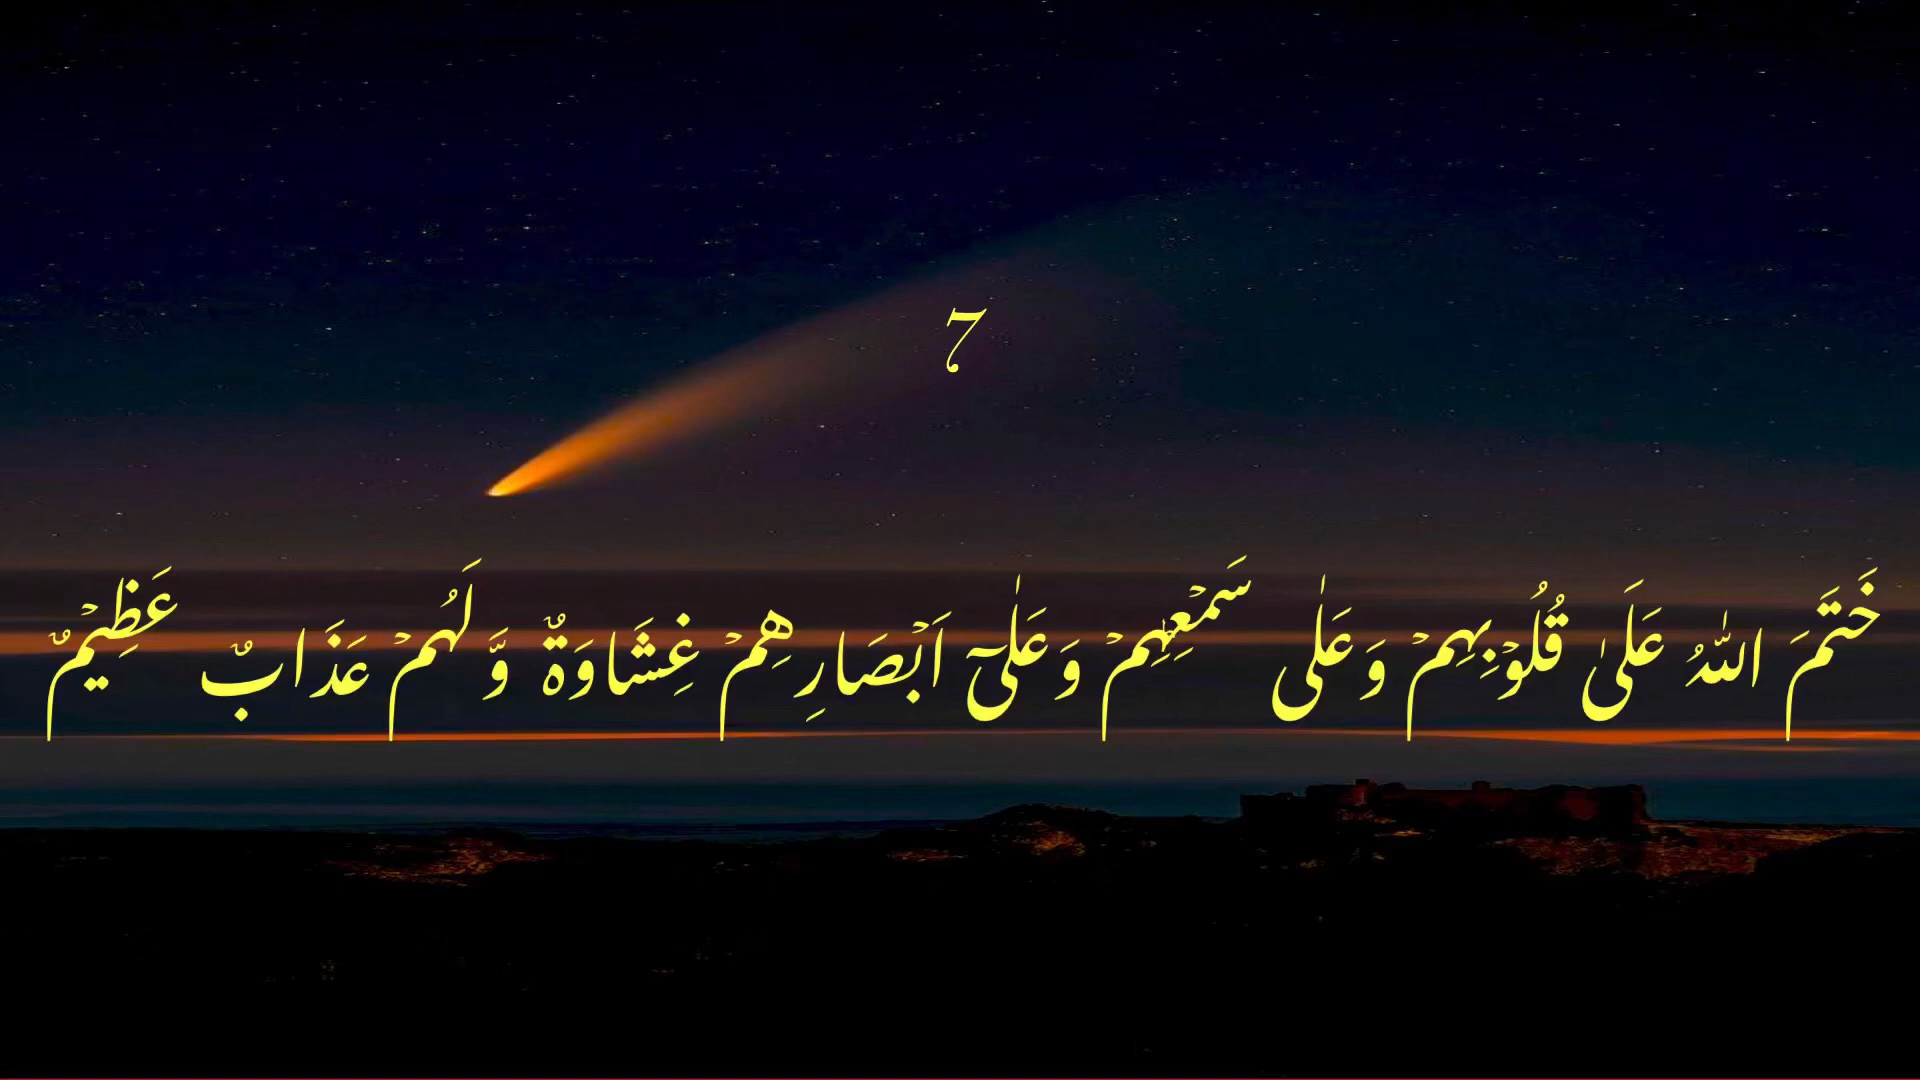 7
خَتَمَ اللّٰهُ عَلَىٰ قُلُوۡبِهِمۡ وَعَلٰى سَمۡعِهِمۡ​ؕ وَعَلٰىٓ اَبۡصَارِهِمۡ غِشَاوَةٌ وَّلَهُمۡ عَذَابٌ عَظِيۡمٌ